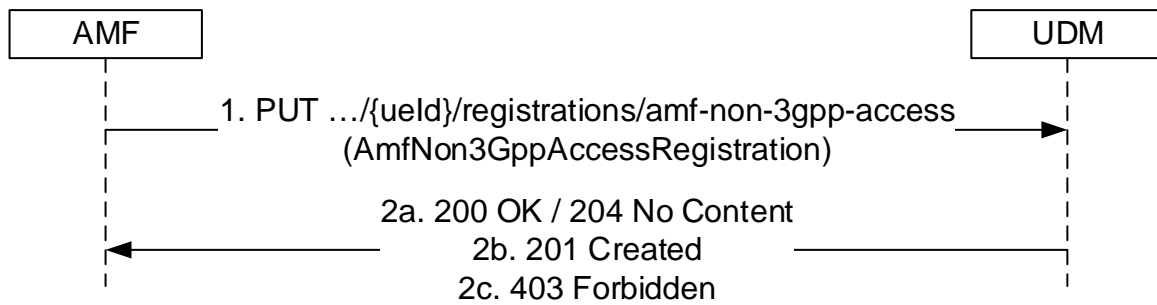 AMF
UDM
1. PUT …/{ueId}/registrations/amf-non-3gpp-access
(AmfNon3GppAccessRegistration)
2a. 200 OK / 204 No Content
2b. 201 Created
2c. 403 Forbidden